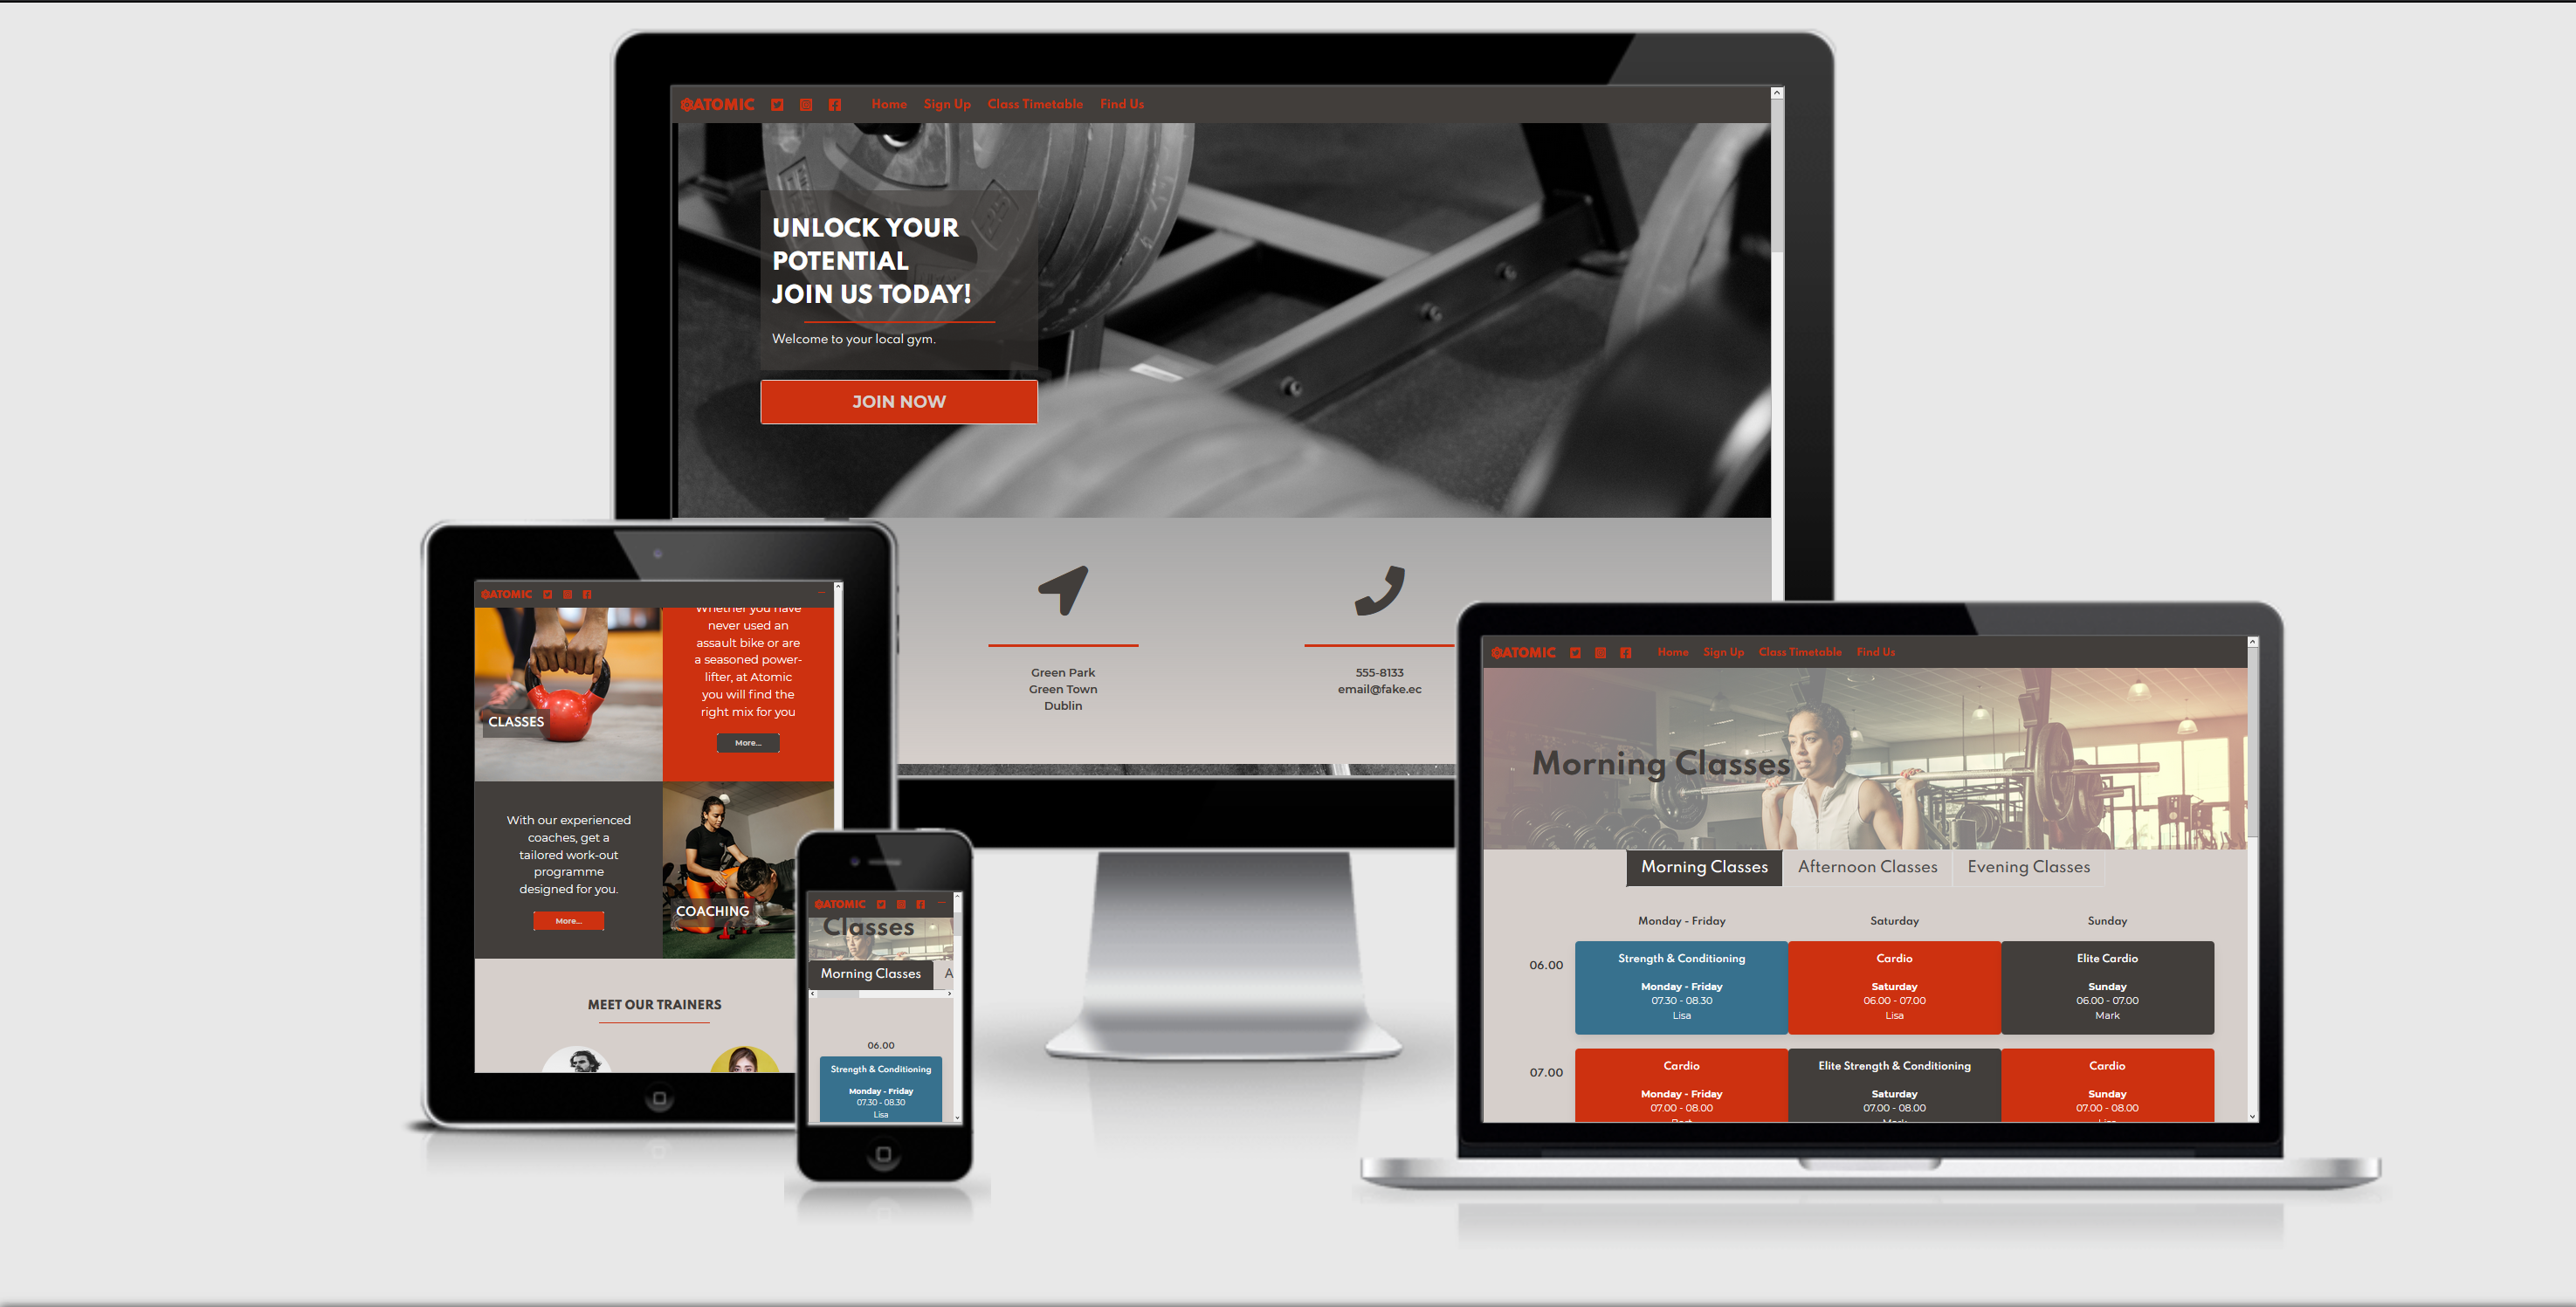 ATOMIC Home Sign Up Class Timetable Find Us
UNLOCK YOUR
POTENTIAL
JOIN US TODAY!
Welcome to your local gym.
JOIN NOW
Green Park
Green Town
Dublin
555-8133
email@fake.ec
ATOMIC
Whether you have
never used an
assault bike or are
a seasoned power-
lifter, at Atomic
you will find the
right mix for you
More...
CLASSES
With our experienced
coaches, get a
tailored work-out
programme
designed for you.
More...
COACHING
MEET OUR TRAINERS
ATOMIC
Classes
Morning Classes A
06.00
Strength & Conditioning
Monday - Friday
07.30 - 08.30
Lisa
ATOMIC Home Sign Up Class Timetable Find Us
Morning Classes
Morning Classes Afternoon Classes Evening Classes
Monday - Friday Saturday Sunday
06.00
Strength & Conditioning
Monday - Friday
07.30 - 08.30
Lisa
Cardio
Saturday
06.00 - 07.00
Lisa
Elite Cardio
Sunday
06.00 - 07.00
Mark
07.00
Cardio
Monday - Friday
07.00 - 08.00
Elite Strength & Conditioning
Saturday
07.00 - 08.00
Cardio
Sunday
07.00 - 08.00